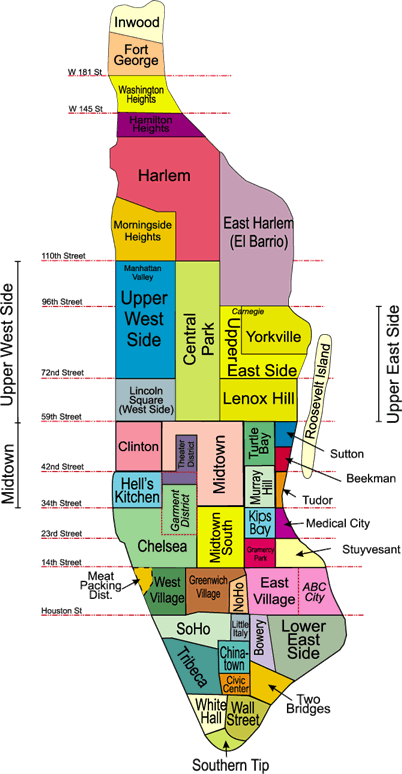 Inwood
Fort
George
W 181 St
Washington
Heights
W 145 St
Hamilton
Heights
Harlem
Morningside
Heights
East Harlem
(El Barrio)
110th Street
Manhattan
Valley
Upper
West
Side
Central
Park
96th Street
Carnegie
Yorkville
Upper
East Side
Upper West Side
Upper East Side
Roosevelt Island
72nd Street
Lincoln
Square
(West Side)
Lenox Hill
59th Street
Midtown
Clinton
Theater
District
Midtown
Turtle
Bay
Sutton
Beekman
42nd Street
Hell's
Kitchen
Garment
District
Murray
Hill
Tudor
34th Street
Chelsea
Midtown
South
Kips
Bay
Medical City
23rd Street
Gramercy
Park
Stuyvesant
14th Street
Meat
Packing
Dist.
West
Village
Greenwich
Village
NoHo
East
Village
ABC
City
Houston St
SoHo
Little
Italy
Bowery
Lower
East
Side
Tribeca
China-
town
Civic
Center
Two
Bridges
White
Hall
Wall
Street
Southern Tip